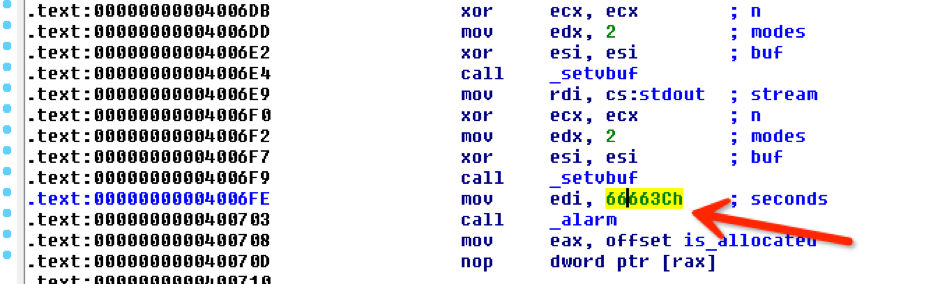 .text:00000000004006DB xor ecx, ecx ; n
.text:00000000004006DD mov edx, 2 ; modes
.text:00000000004006E2 xor esi, esi ; buf
.text:00000000004006E4 call _setvbuf
.text:00000000004006E9 mov rdi, cs:stdout ; stream
.text:00000000004006F0 xor ecx, ecx ; n
.text:00000000004006F2 mov edx, 2 ; modes
.text:00000000004006F7 xor esi, esi ; buf
.text:00000000004006F9 call _setvbuf
.text:00000000004006FE mov edi, 66663Ch ; seconds
.text:0000000000400703 call _alarm
.text:0000000000400708 mov eax, offset is_allocated
.text:000000000040070D nop dword ptr [rax]
.text:0000000000400710